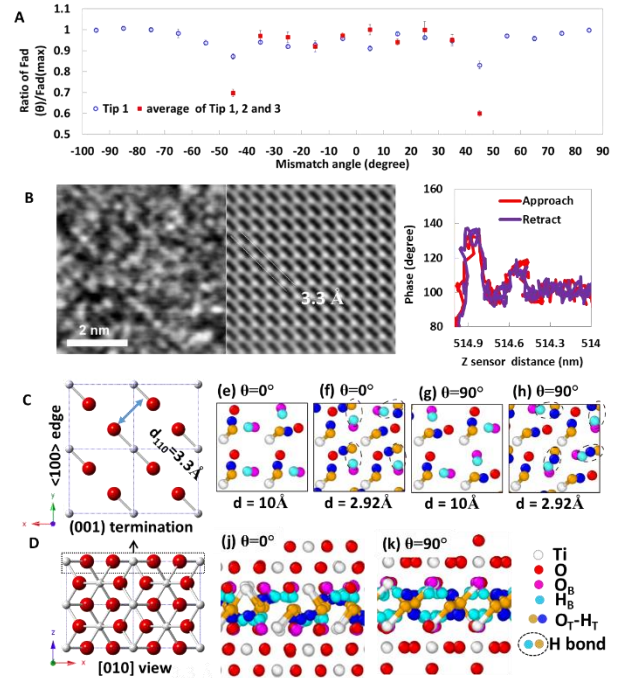 A
Ratio of Fad
(θ)/Fad(max)
1.1
1
0.9
0.8
0.7
0.6
0.5
Tip 1
average of Tip 1, 2 and 3
-100 -90 -80 -70 -60 -50 -40 -30 -20 -10 0 10 20 30 40 50 60 70 80 90
Mismatch angle (degree)
B
2 nm
3.3 Å
Phase (degree)
160
140
120
100
80
Approach
Retract
514.9 514.6 514.3 514
Z sensor distance (nm)
C
<100> edge
d110=3.3Å
y
x
(001) termination
(e) θ=0°
(f) θ=0°
(g) θ=90°
(h) θ=90°
d = 10Å
d = 2.92Å
d = 10Å
d = 2.92Å
D
z
x
[010] view
(j) θ=0°
(k) θ=90°
Ti
O
OB
HB
OT-HT
H bond